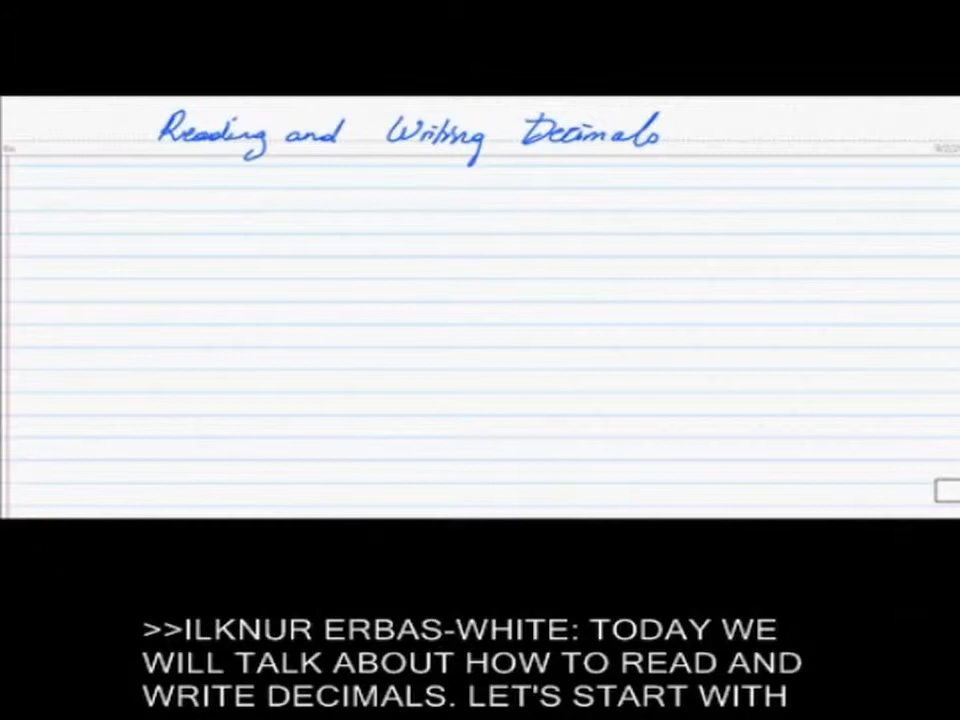 Reading and Writing Decimals
>>ILKNUR ERBAS-WHITE: TODAY WE
WILL TALK ABOUT HOW TO READ AND
WRITE DECIMALS. LET'S START WITH